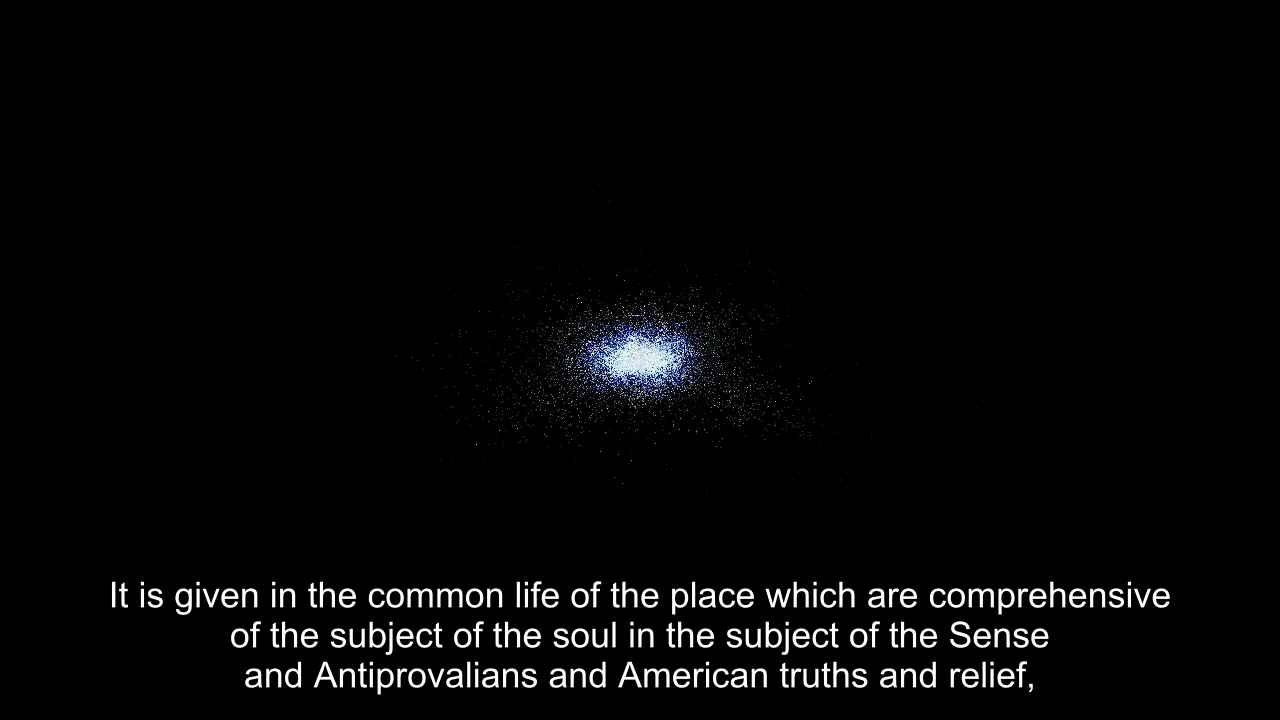 It is given in the common life of the place which are comprehensive
of the subject of the soul in the subject of the Sense
and Antiprovalians and American truths and relief,